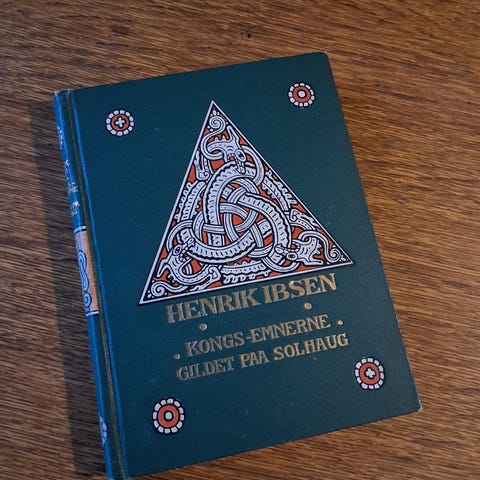 HENRIK IBSEN
• KONGS-EMNERNE •
GILDET PAA SOLHAUG